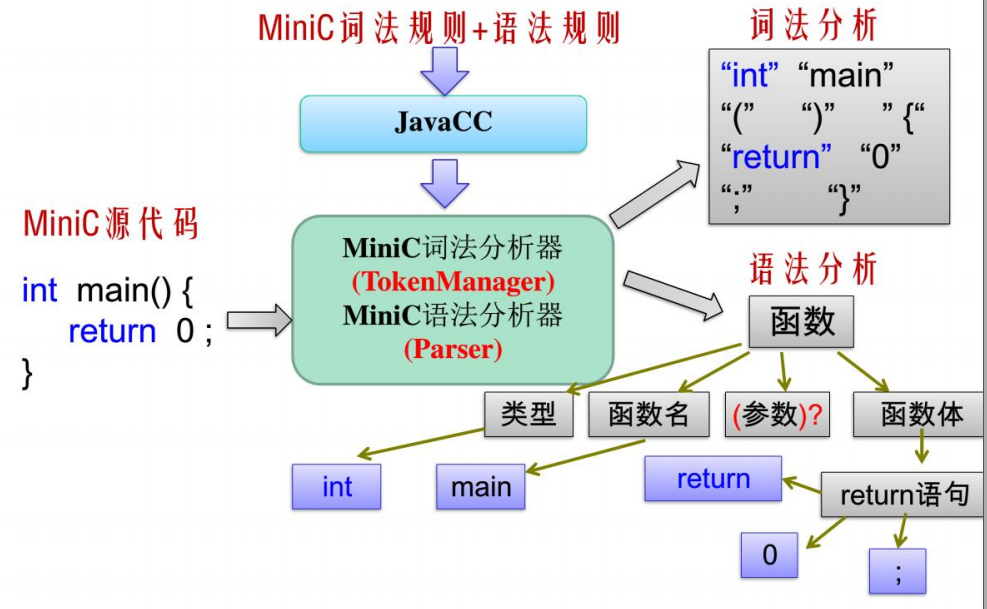 MiniC词法规则+语法规则
JavaCC
MiniC源代码
int main() {
return 0 ;
}
MiniC词法分析器
(TokenManager)
MiniC语法分析器
(Parser)
词法分析
“int” “main”
“(” “)” ” {“
“return” “0”
“;” “}”
语法分析
函数
类型
函数名
(参数)?
函数体
int
main
return
return语句
0
;